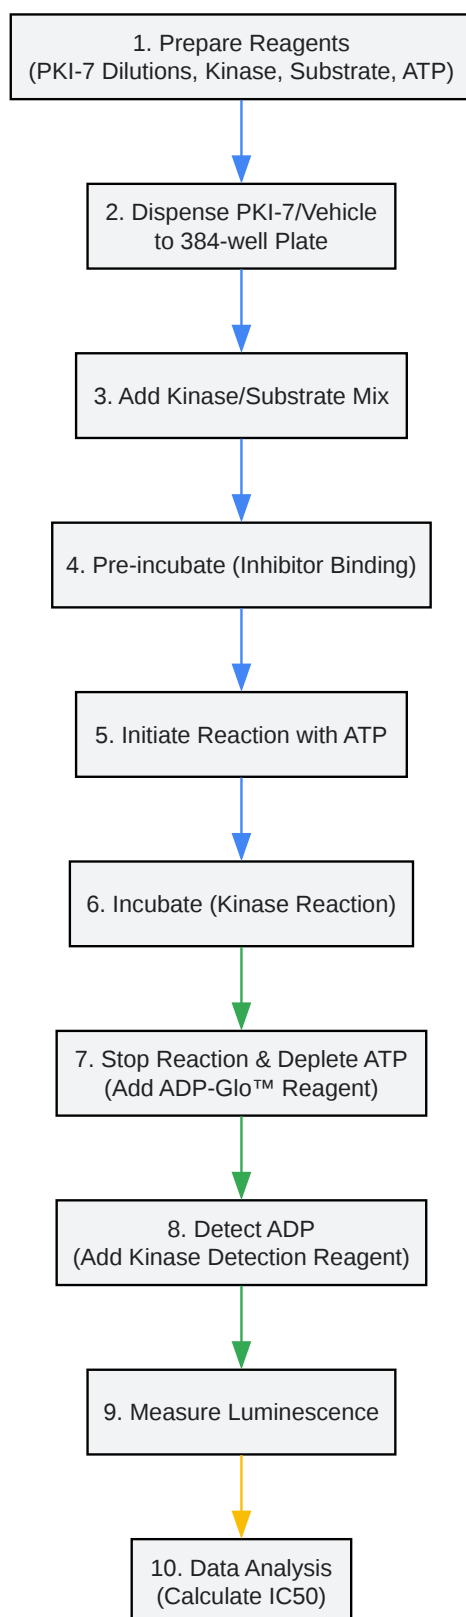 1. Prepare Reagents
(PKI-7 Dilutions, Kinase, Substrate, ATP)
2. Dispense PKI-7/Vehicle
to 384-well Plate
3. Add Kinase/Substrate Mix
4. Pre-incubate (Inhibitor Binding)
5. Initiate Reaction with ATP
6. Incubate (Kinase Reaction)
7. Stop Reaction & Deplete ATP
(Add ADP-Glo™ Reagent)
8. Detect ADP
(Add Kinase Detection Reagent)
9. Measure Luminescence
10. Data Analysis
(Calculate IC50)